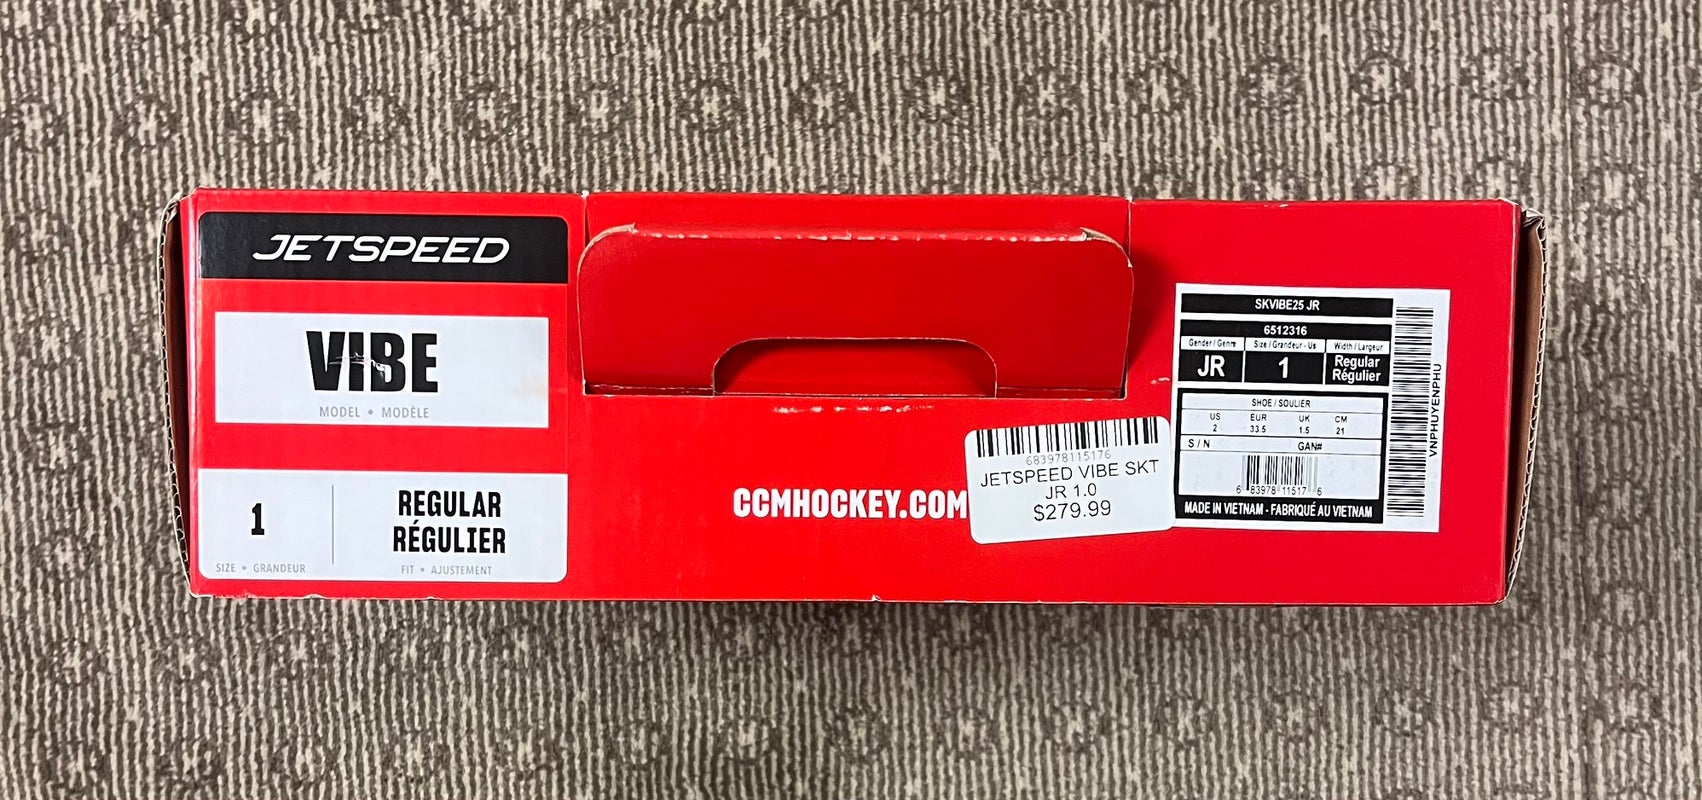 JETSPEED
VIBE
MODEL • MODÈLE
1
SIZE • GRANDEUR
REGULAR
RÉGULIER
FIT • AJUSTEMENT
CCMHOCKEY.COM
683978115176
JETSPEED VIBE SKT
JR 1.0
$279.99
SKVIBE25 JR
6512316
Gender / Genre Size / Grandeur - Us Width / Largeur
JR 1 Regular
Régulier
SHOE / SOULIER
US EUR UK CM
2 33.5 1.5 21
S / N GAN#
6 83978 11517 6
MADE IN VIETNAM - FABRIQUÉ AU VIETNAM
VNPHUYENPHU